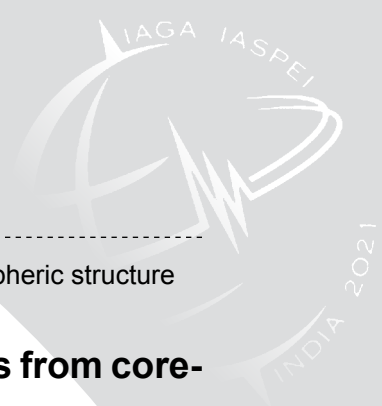 IAGA IASPEI
INDIA 2021
pheric structure
s from core-